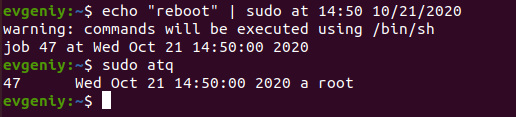 evgeniy:~$ echo "reboot" | sudo at 14:50 10/21/2020
warning: commands will be executed using /bin/sh
job 47 at Wed Oct 21 14:50:00 2020
evgeniy:~$ sudo atq
47      Wed Oct 21 14:50:00 2020 a root
evgeniy:~$